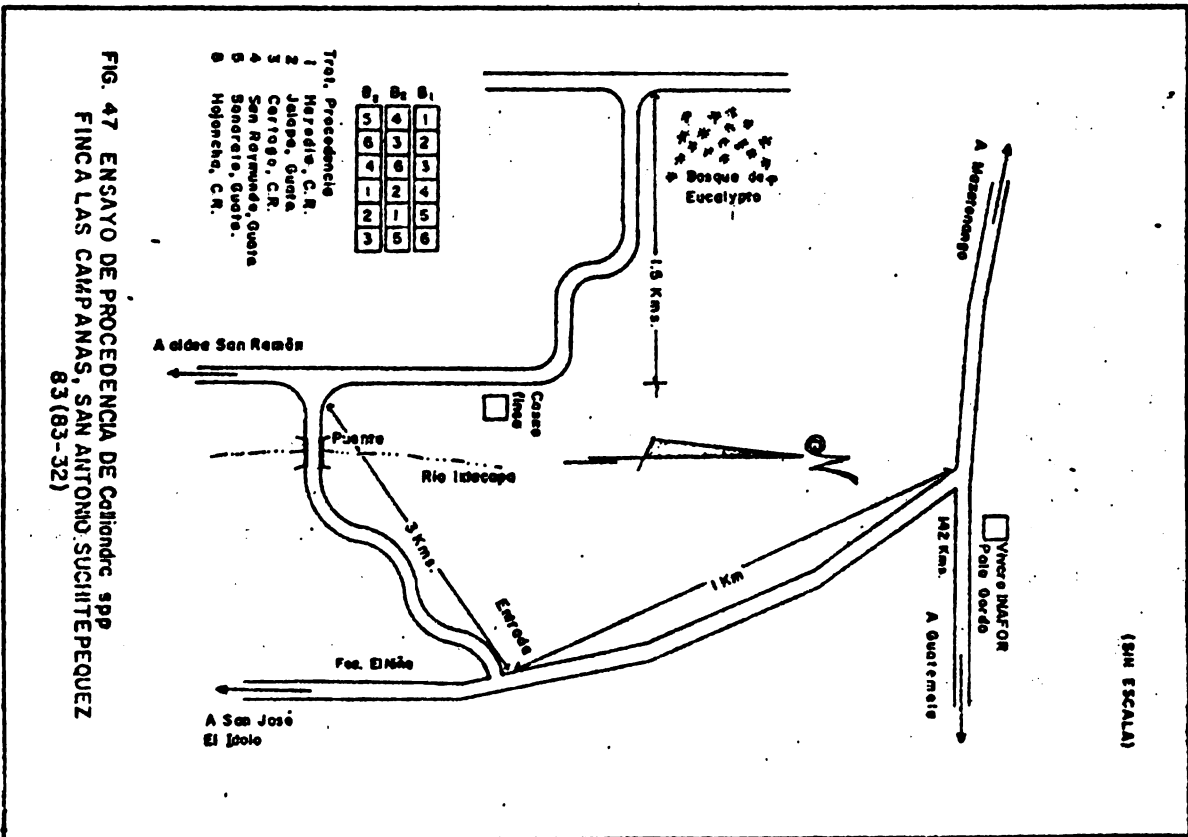 (SIN ESCALA)
A Mazatenango
Vivero INAFOR
Palo Gordo
142 Kms.
A Guatemala
Bosque de
Eucalypto
1.5 Kms.
1 Km
N
Casco
finca
Río Ixtacapa
Puente
3 Kms.
Entrada
A aldea San Ramón
Fca. El Niño
A San José
El Idolo
B1 1 2 3 4 5 6
B2 4 3 6 2 1 5
B3 5 6 4 1 2 3
Trat. Procedencia
1 Heredia, C.R.
2 Jalapa, Guate
3 Cartago, C.R.
4 San Raymundo, Guate
5 Sanarate, Guate.
6 Hojancha, C.R.
FIG. 47 ENSAYO DE PROCEDENCIA DE Calliandra spp
FINCA LAS CAMPANAS, SAN ANTONIO SUCHITEPEQUEZ
83 (83-32)